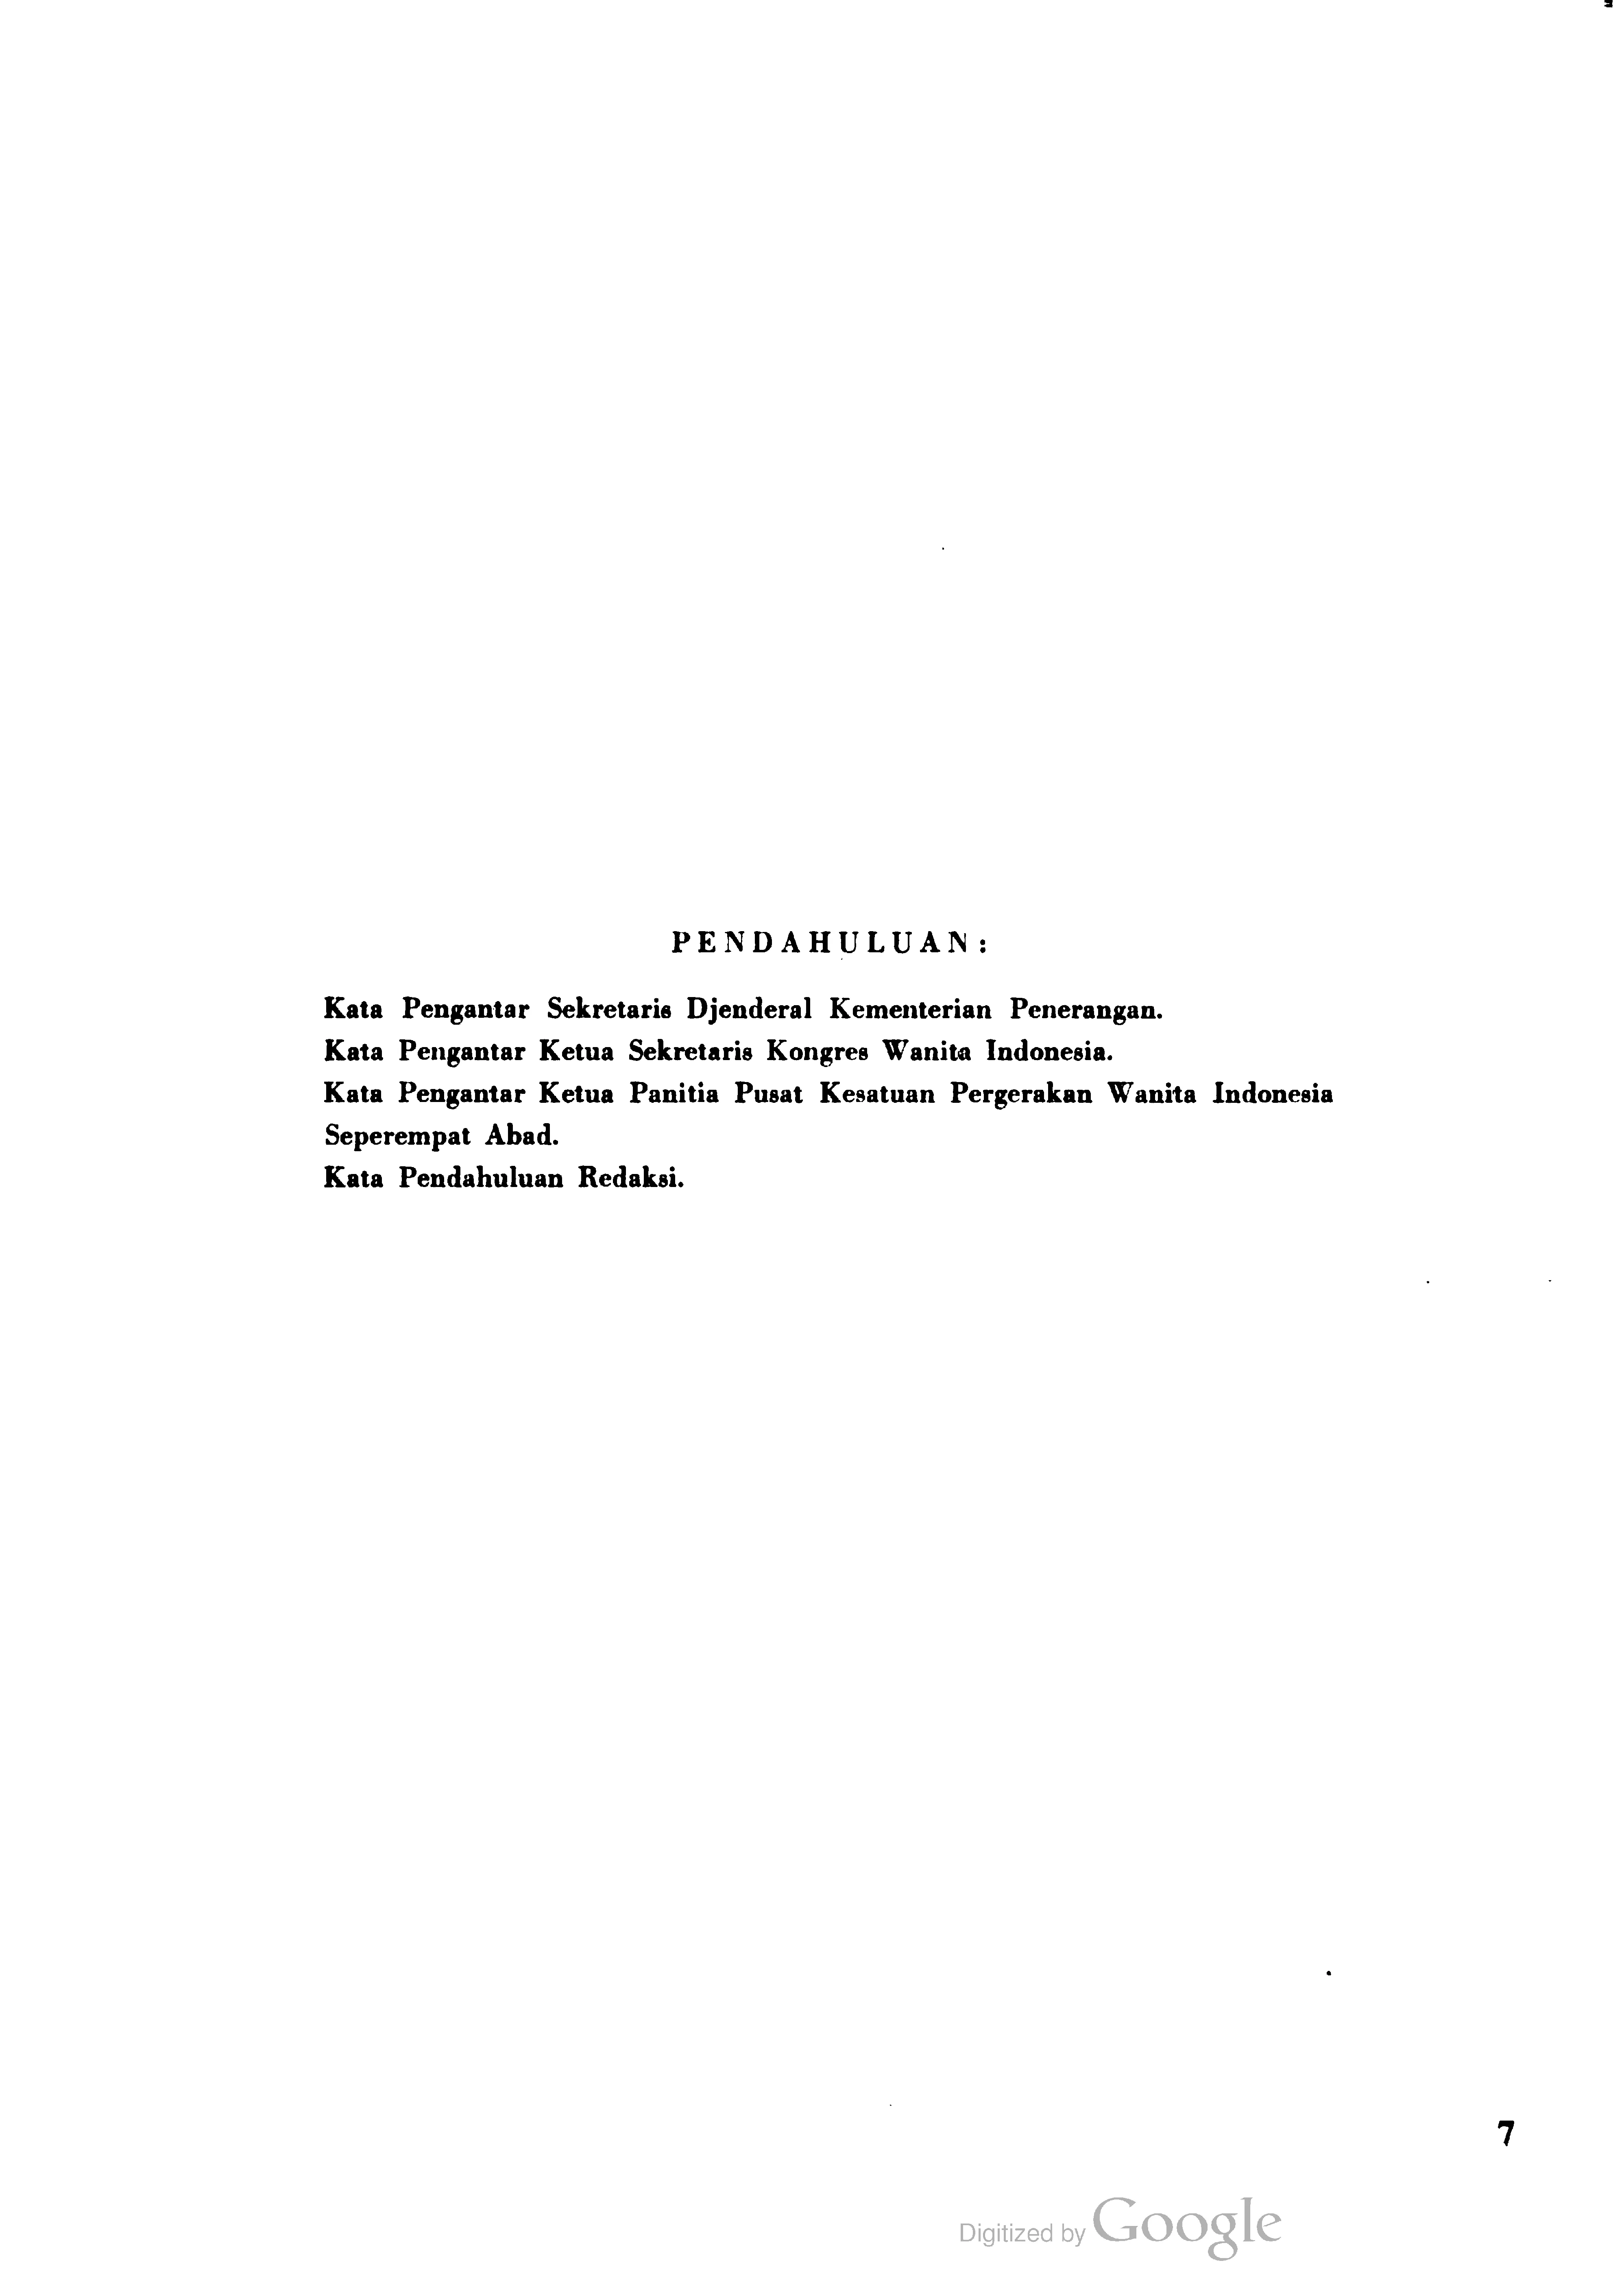 PENDAHULUAN:
Kata Pengantar Sekretaris Djenderal Kementerian Penerangan.
Kata Pengantar Ketua Sekretaris Kongres Wanita Indonesia.
Kata Pengantar Ketua Panitia Pusat Kesatuan Pergerakan Wanita Indonesia
Seperempat Abad.
Kata Pendahuluan Redaksi.
7
Digitized by Google